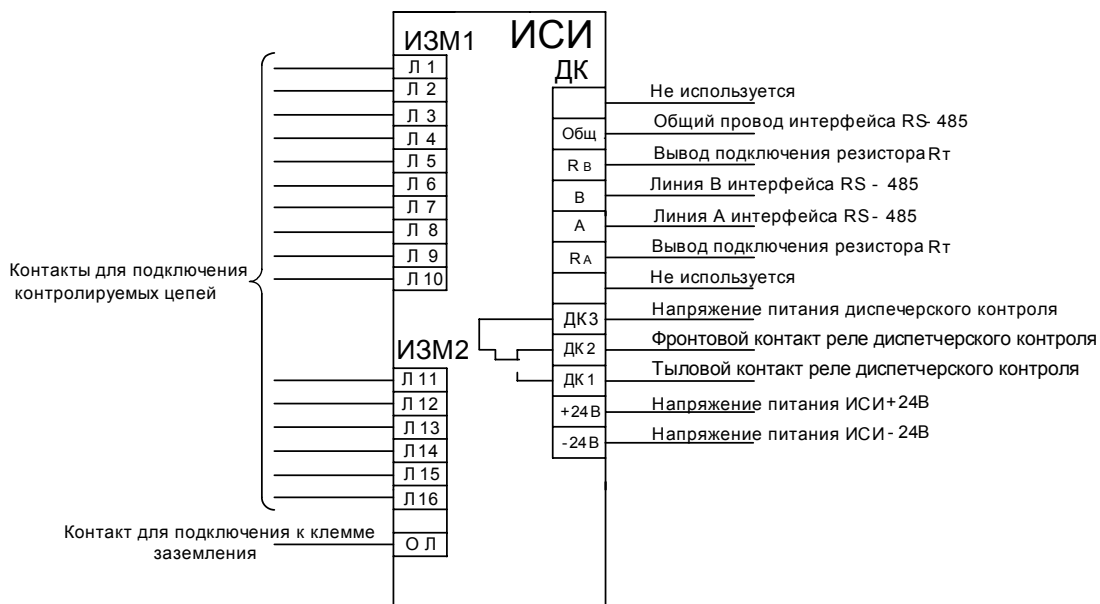 ИСИ
ИЗМ1
Л 1
Л 2
Л 3
Л 4
Л 5
Л 6
Л 7
Л 8
Л 9
Л 10
Контакты для подключения
контролируемых цепей
ИЗМ2
Л 11
Л 12
Л 13
Л 14
Л 15
Л 16
О Л
Контакт для подключения к клемме
заземления
ДК
Не используется
Общ
Общий провод интерфейса RS- 485
R В
Вывод подключения резистора Rт
В
Линия В интерфейса RS - 485
А
Линия А интерфейса RS - 485
R А
Вывод подключения резистора Rт
Не используется
ДК3
Напряжение питания диспечерского контроля
ДК2
Фронтовой контакт реле диспетчерского контроля
ДК1
Тыловой контакт реле диспетчерского контроля
+24В
Напряжение питания ИСИ+24В
-24В
Напряжение питания ИСИ- 24В